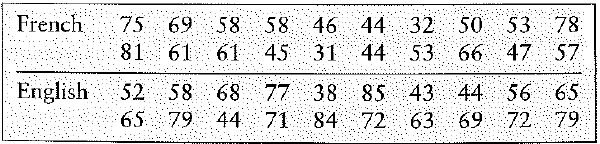 French 75 69 58 58 46 44 32 50 53 78
81 61 61 45 31 44 53 66 47 57
English 52 58 68 77 38 85 43 44 56 65
65 79 44 71 84 72 63 69 72 79